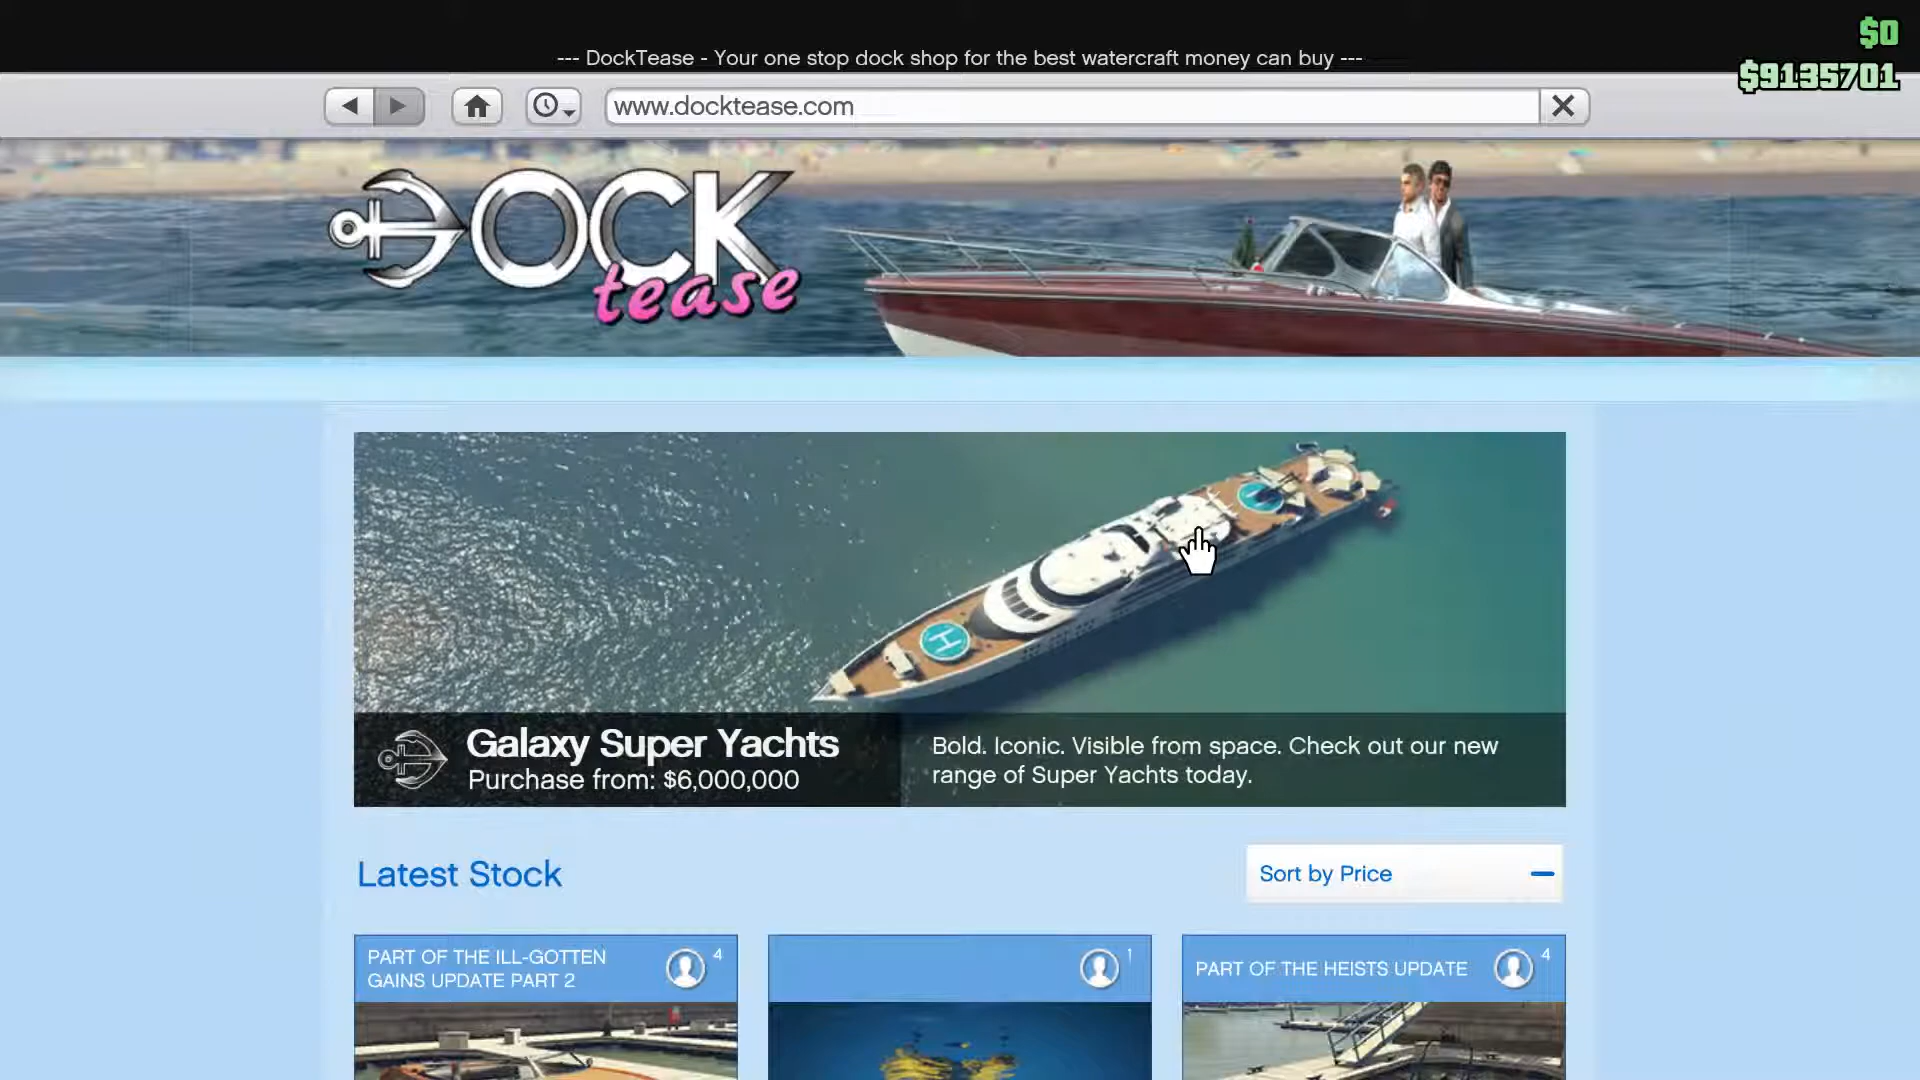 $0
--- DockTease - Your one stop dock shop for the best watercraft money can buy ---
$9135701
www.docktease.com
DOCK
tease
H
Galaxy Super Yachts
Purchase from: $6,000,000
Bold. Iconic. Visible from space. Check out our new
range of Super Yachts today.
Latest Stock
Sort by Price
PART OF THE ILL-GOTTEN
GAINS UPDATE PART 2
4
1
PART OF THE HEISTS UPDATE
4